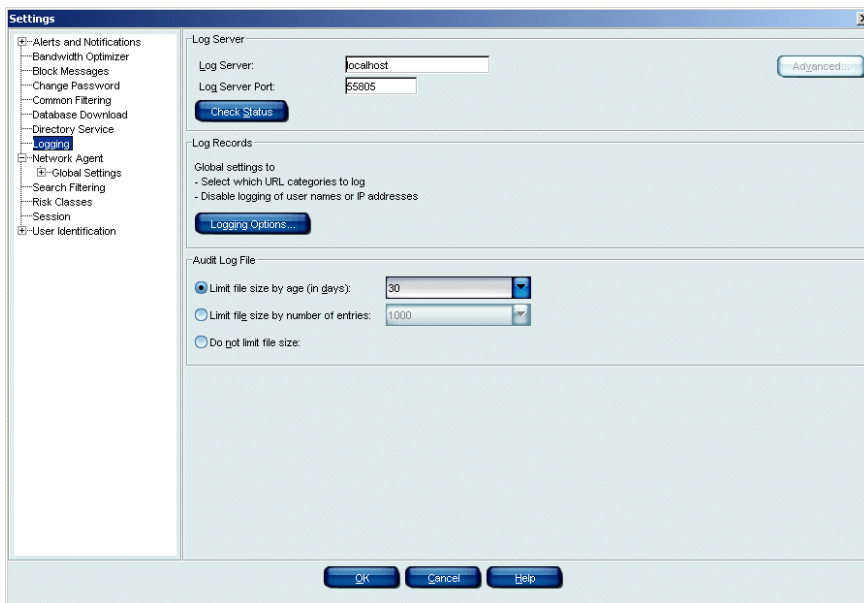 Settings
Alerts and Notifications
Bandwidth Optimizer
Block Messages
Change Password
Common Filtering
Database Download
Directory Service
Logging
Network Agent
Global Settings
Search Filtering
Risk Classes
Session
User Identification
Log Server
Log Server: localhost
Advanced...
Log Server Port: 55805
Check Status
Log Records
Global settings to
- Select which URL categories to log
- Disable logging of user names or IP addresses
Logging Options...
Audit Log File
Limit file size by age (in days): 30
Limit file size by number of entries: 1000
Do not limit file size:
OK Cancel Help